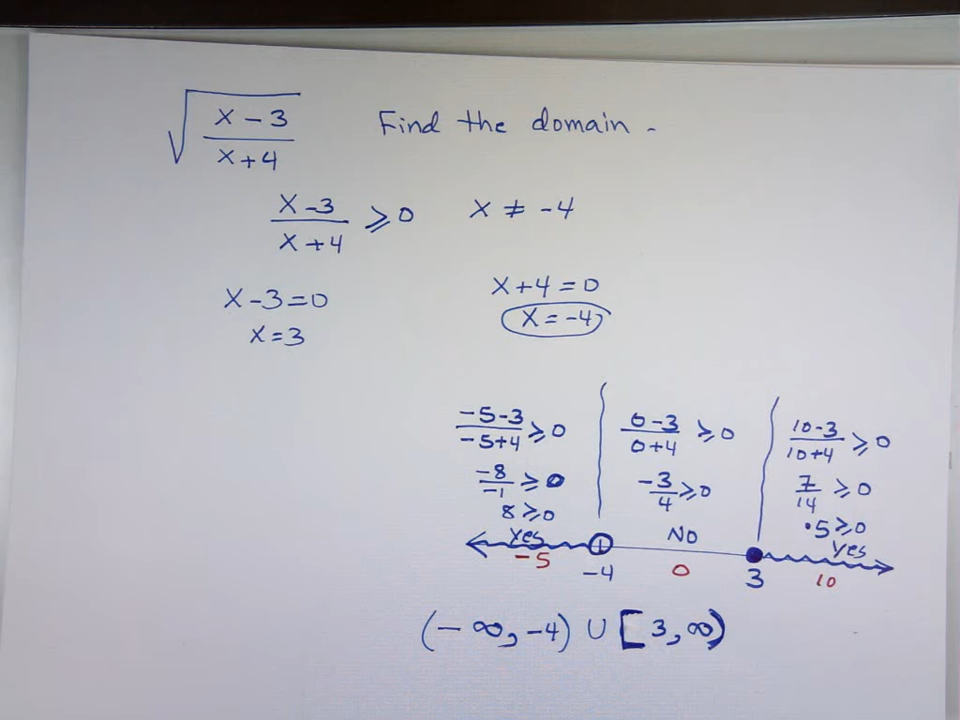 √((x-3)/(x+4)) Find the domain.
(x-3)/(x+4) ≥ 0 x ≠ -4
x-3=0 x+4=0
x=3 x=-4
(-5-3)/(-5+4) ≥ 0 (0-3)/(0+4) ≥ 0 (10-3)/(10+4) ≥ 0
-8/-1 ≥ 0 -3/4 ≥ 0 7/14 ≥ 0
8 ≥ 0 .5 ≥ 0
Yes NO Yes
-5 -4 0 3 10
(-∞, -4) ∪ [3, ∞)